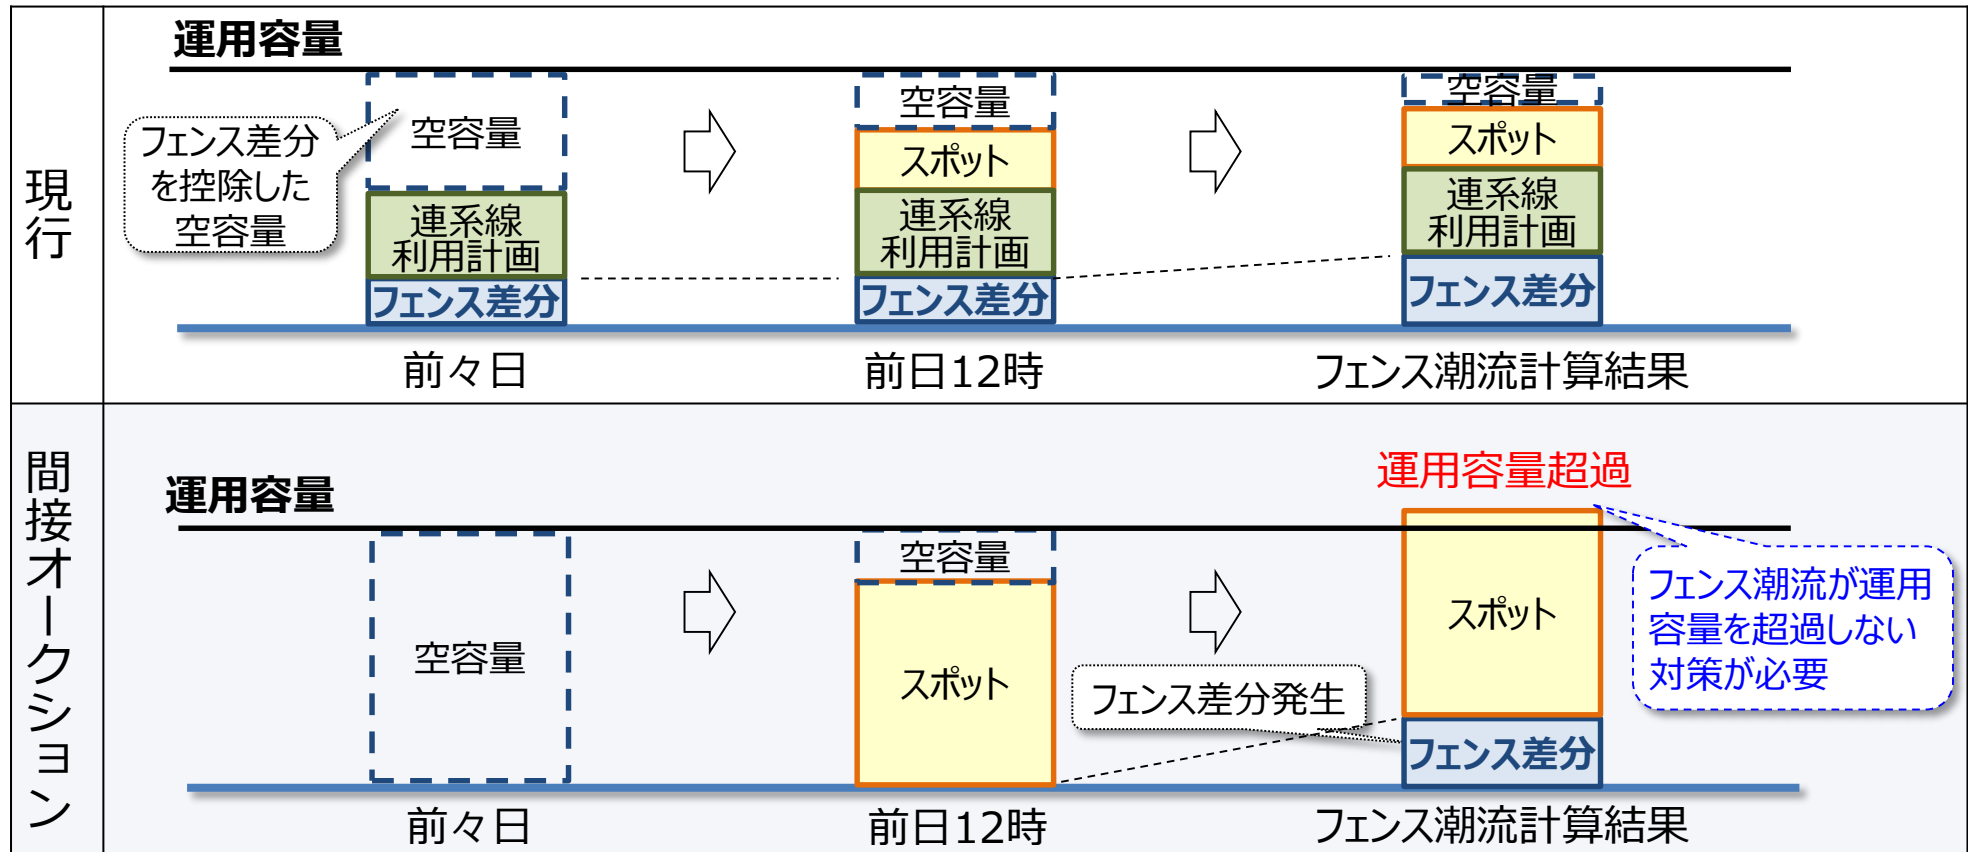 現行
運用容量
フェンス差分
を控除した
空容量
空容量
連系線
利用計画
フェンス差分
前々日
空容量
スポット
連系線
利用計画
フェンス差分
前日12時
空容量
スポット
連系線
利用計画
フェンス差分
フェンス潮流計算結果
間接オークション
運用容量
空容量
前々日
空容量
スポット
前日12時
運用容量超過
スポット
フェンス差分発生
フェンス差分
フェンス潮流が運用
容量を超過しない
対策が必要
フェンス潮流計算結果